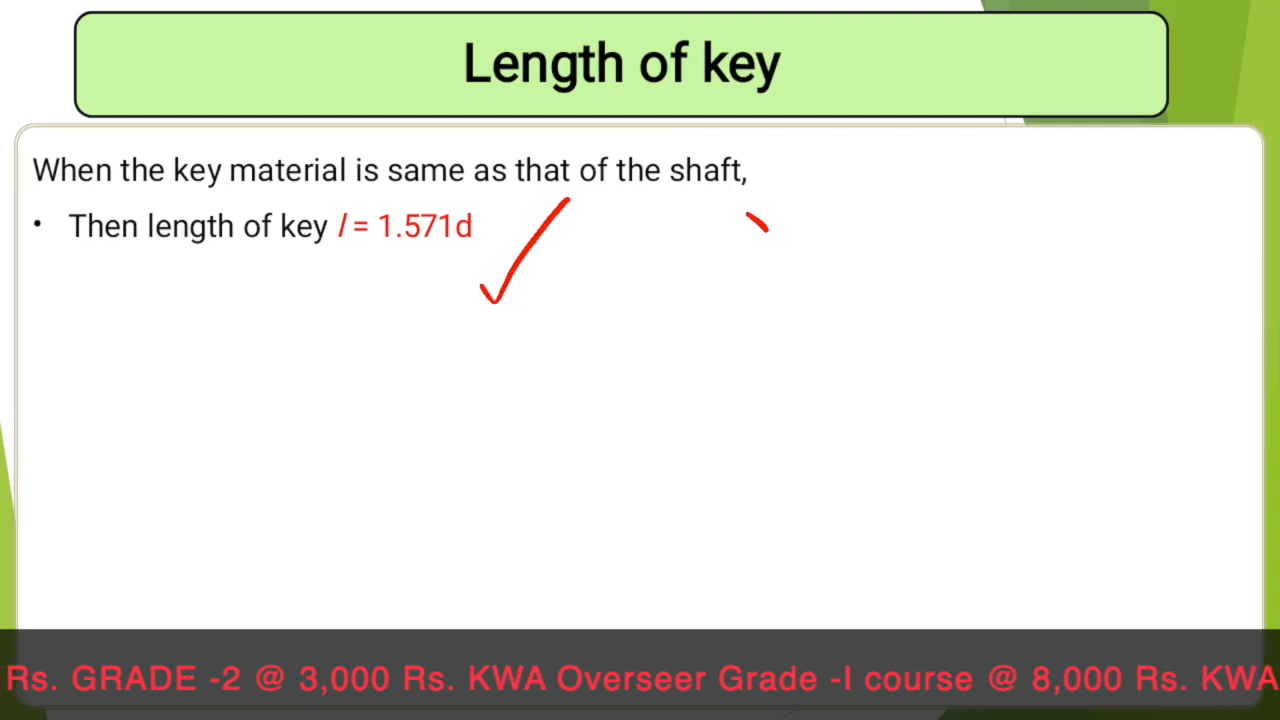 Length of key
When the key material is same as that of the shaft,
• Then length of key l = 1.571d
Rs. GRADE -2 @ 3,000 Rs. KWA Overseer Grade -I course @ 8,000 Rs. KWA